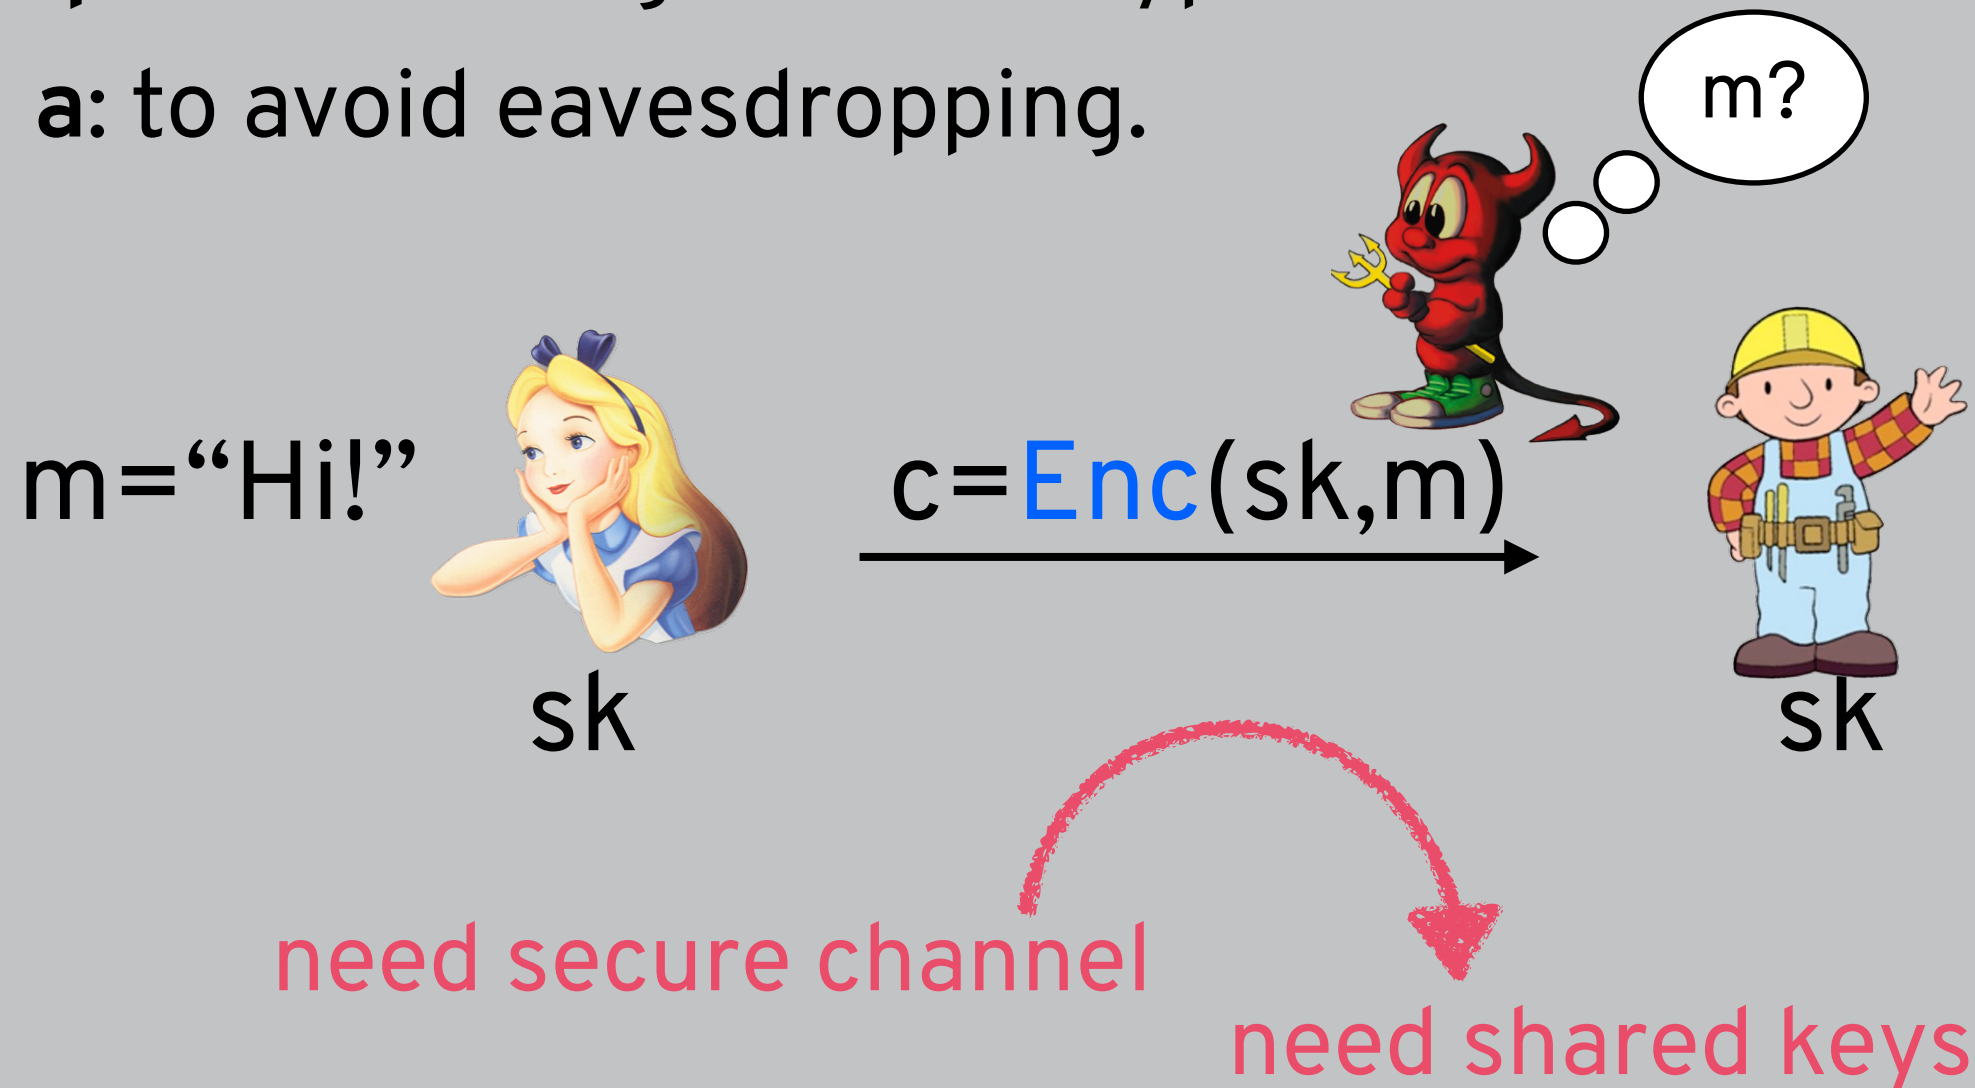 a: to avoid eavesdropping.
m?
m=“Hi!”
c=Enc(sk,m)
sk
sk
need secure channel
need shared keys